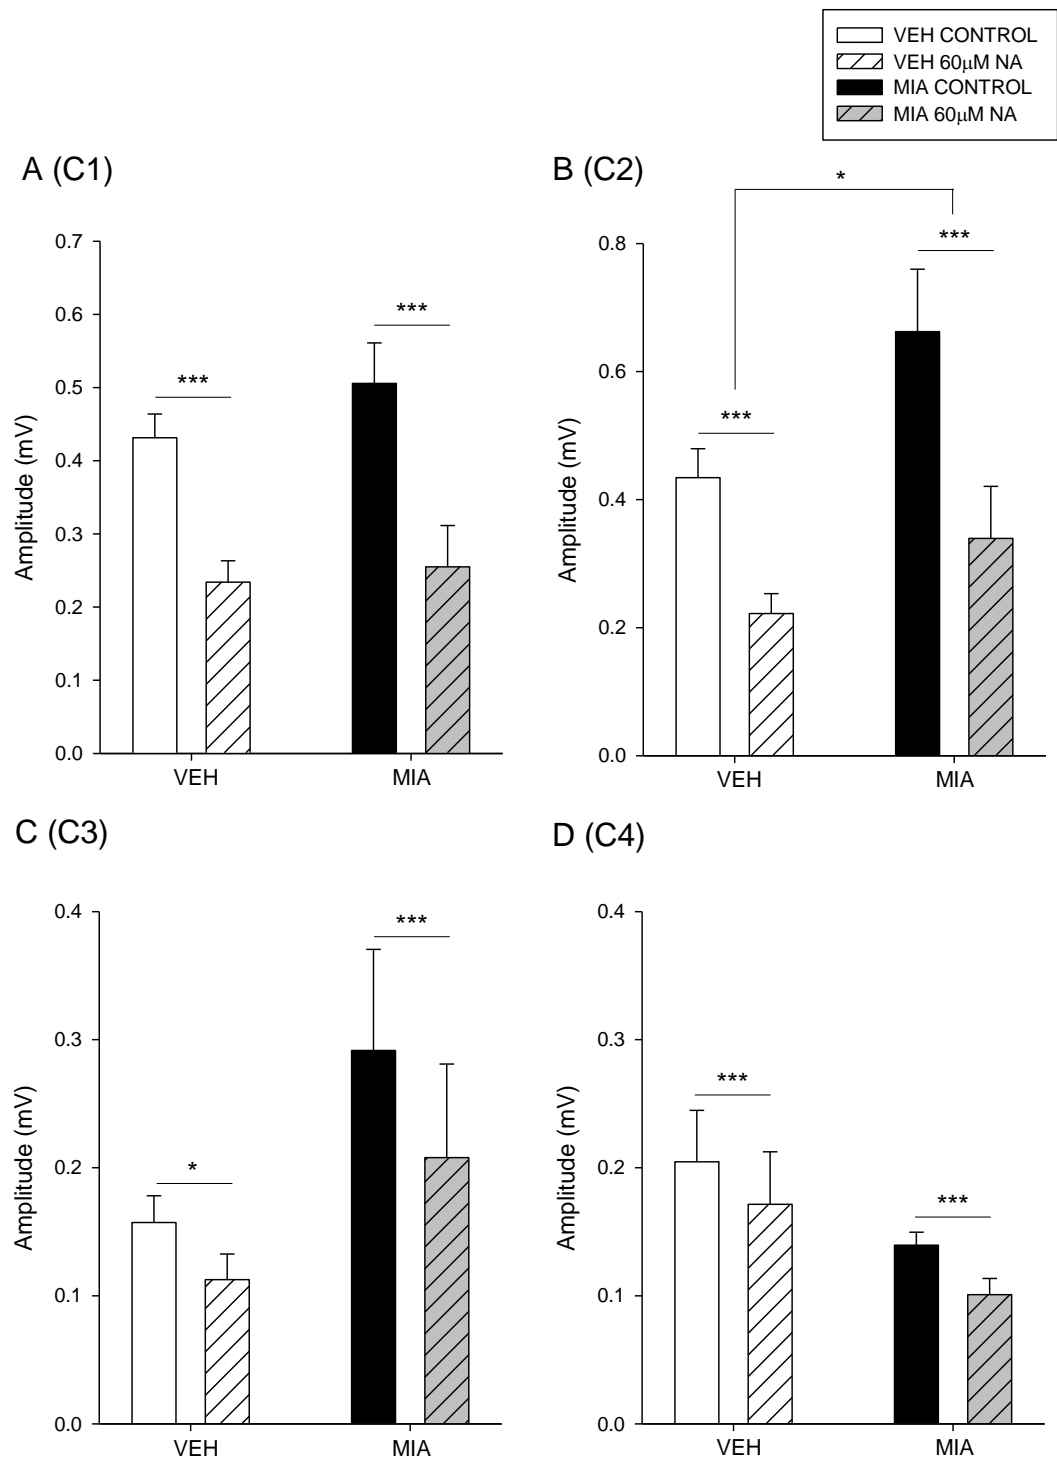 VEH CONTROL
VEH 60μM NA
MIA CONTROL
MIA 60μM NA
A (C1)
0.7
0.6
0.5
0.4
0.3
0.2
0.1
0.0
Amplitude (mV)
***
***
VEH
MIA
B (C2)
*
0.8
0.6
0.4
0.2
0.0
Amplitude (mV)
***
***
VEH
MIA
C (C3)
0.4
0.3
0.2
0.1
0.0
Amplitude (mV)
*
***
VEH
MIA
D (C4)
0.4
0.3
0.2
0.1
0.0
Amplitude (mV)
***
***
VEH
MIA